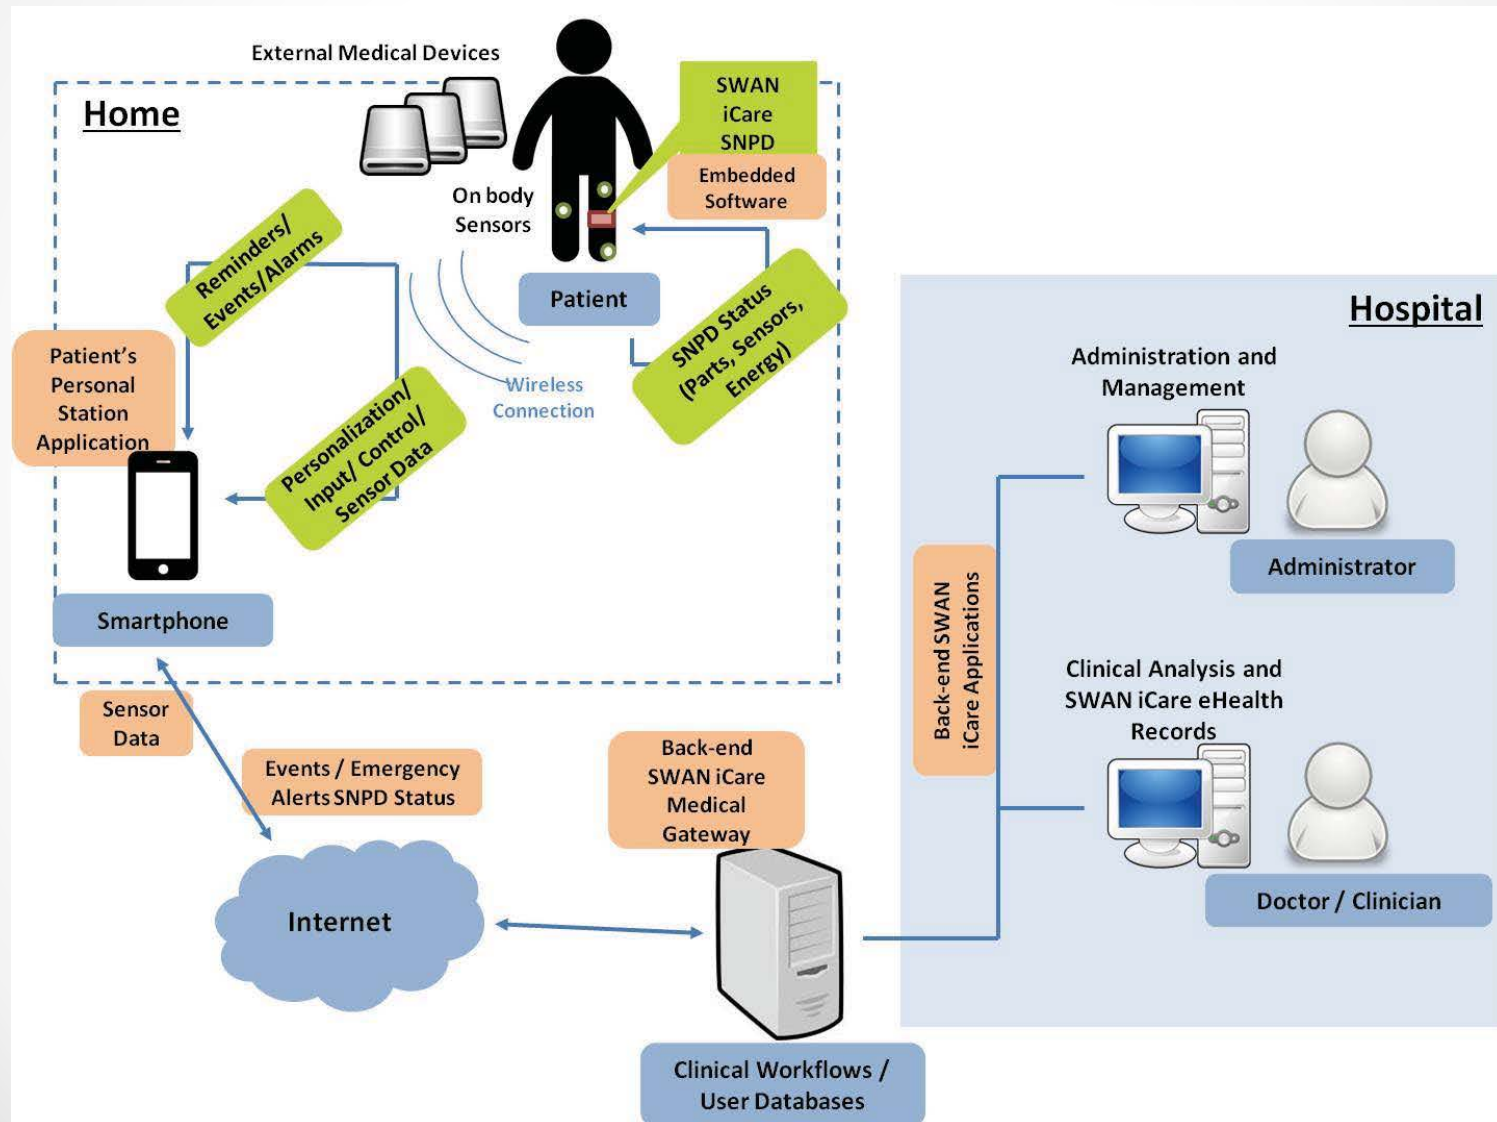 External Medical Devices
Home
SWAN
iCare
SNPD
Embedded
Software
On body
Sensors
Reminders/
Events/Alarms
Patient
SNPD Status
(Parts, Sensors,
Energy)
Patient's
Personal
Station
Application
Wireless
Connection
Personalization/
Input/ Control/
Sensor Data
Smartphone
Sensor
Data
Events / Emergency
Alerts SNPD Status
Internet
Back-end
SWAN iCare
Medical
Gateway
Clinical Workflows /
User Databases
Hospital
Administration and
Management
Administrator
Back-end SWAN
iCare Applications
Clinical Analysis and
SWAN iCare eHealth
Records
Doctor / Clinician